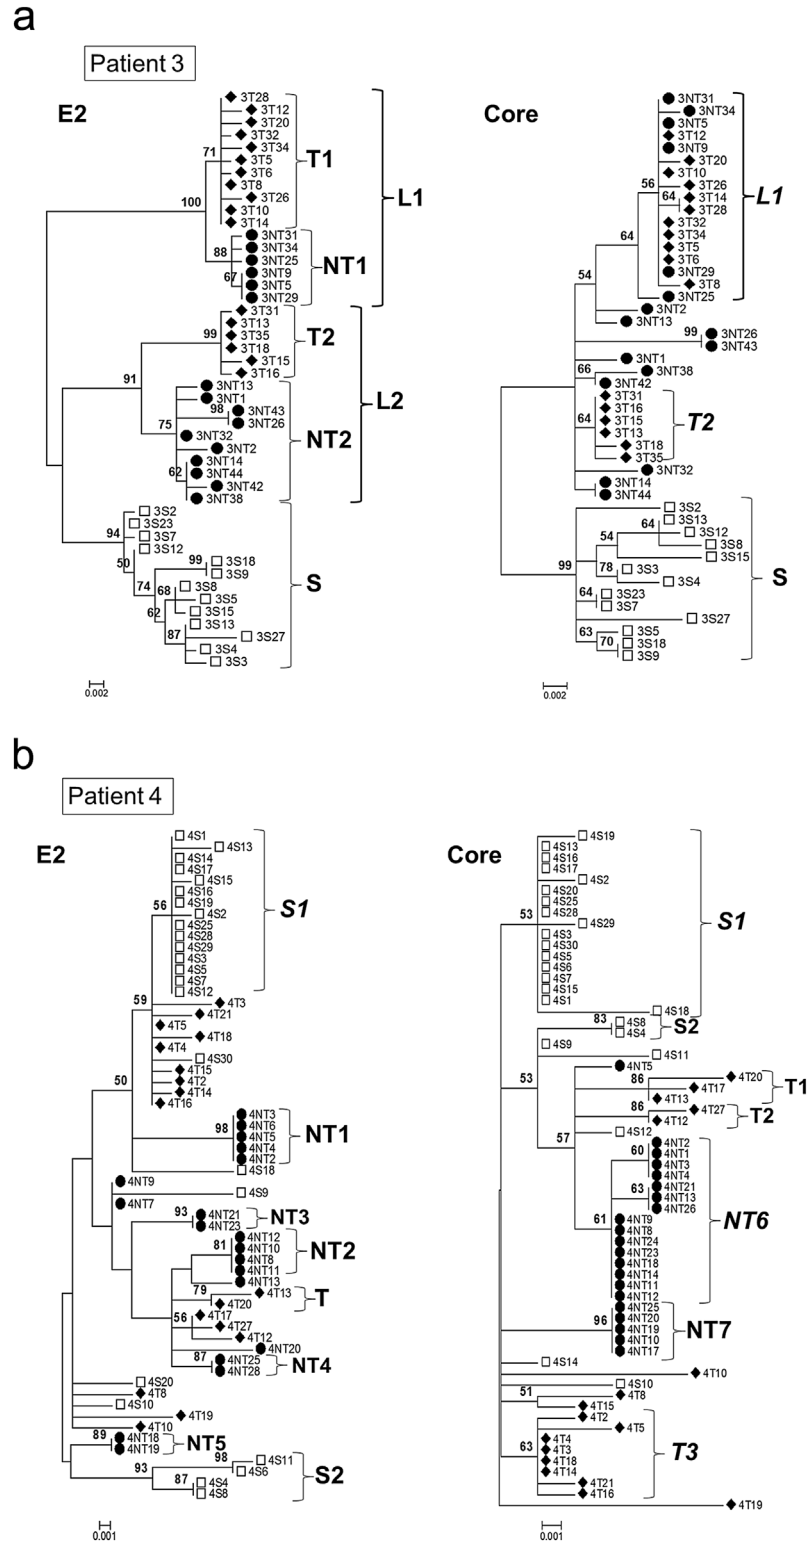 a
Patient 3
E2
3T28
3T12
3T20
3T32
3T34
71
3T5
T1
3T6
3T8
3T26
100
L1
3T10
3T14
3NT31
3NT34
88
3NT25
NT1
3NT9
67
3NT5
3NT29
3T31
3T13
99
3T35
T2
3T18
3T15
3T16
91
3NT13
3NT1
L2
98
3NT43
3NT26
75
3NT32
NT2
3NT2
3NT14
62
3NT44
3NT42
3NT38
3S2
3S23
94
3S7
3S12
50
99
3S18
3S9
74
68
3S8
S
3S5
62
3S15
3S13
87
3S27
3S4
3S3
0.002
Core
3NT31
3NT34
3NT5
3T12
3NT9
3T20
3T10
56
3T26
64
3T14
L1
3T28
3T32
64
3T34
3T5
3T6
3NT29
54
3T8
3NT25
3NT2
3NT13
99
3NT26
3NT43
3NT1
66
3NT38
3NT42
3T31
3T16
64
3T15
T2
3T13
3T18
3T35
3NT32
3NT14
3NT44
3S2
3S13
64
3S12
54
3S8
3S15
99
78
3S3
S
3S4
64
3S23
3S7
3S27
63
3S5
70
3S18
3S9
0.002
b
Patient 4
E2
4S1
4S13
4S14
4S17
4S15
4S16
4S19
56
4S2
S1
4S25
4S28
4S29
4S3
4S5
4S7
4S12
59
4T3
4T21
4T5
4T18
4T4
4S30
4T15
50
4T2
4T14
4T16
4NT3
4NT6
98
4NT5
NT1
4NT4
4NT2
4S18
4NT9
4S9
4NT7
93
4NT21
NT3
4NT23
4NT12
81
4NT10
NT2
4NT8
4NT11
4NT13
79
4T13
T
4T20
56
4T17
4T27
4T12
4NT20
87
4NT25
NT4
4NT28
4S20
4T8
4S10
4T19
4T10
89
4NT18
NT5
4NT19
98
4S11
93
4S6
S2
87
4S4
4S8
0.001
Core
4S19
4S13
4S16
4S17
4S2
4S20
4S25
4S28
53
4S29
S1
4S3
4S30
4S5
4S6
4S7
4S15
4S1
4S18
83
4S8
S2
4S4
4S9
4S11
4NT5
53
86
4T20
4T17
T1
4T13
86
4T27
T2
4T12
57
4S12
4NT2
60
4NT1
4NT3
4NT4
63
4NT21
4NT13
4NT26
61
4NT9
NT6
4NT8
4NT24
4NT23
4NT18
4NT14
4NT11
4NT12
4NT25
96
4NT20
4NT19
NT7
4NT10
4NT17
4S14
4T10
4S10
51
4T8
4T15
4T2
4T5
4T4
63
4T3
T3
4T18
4T14
4T21
4T16
4T19
0.001